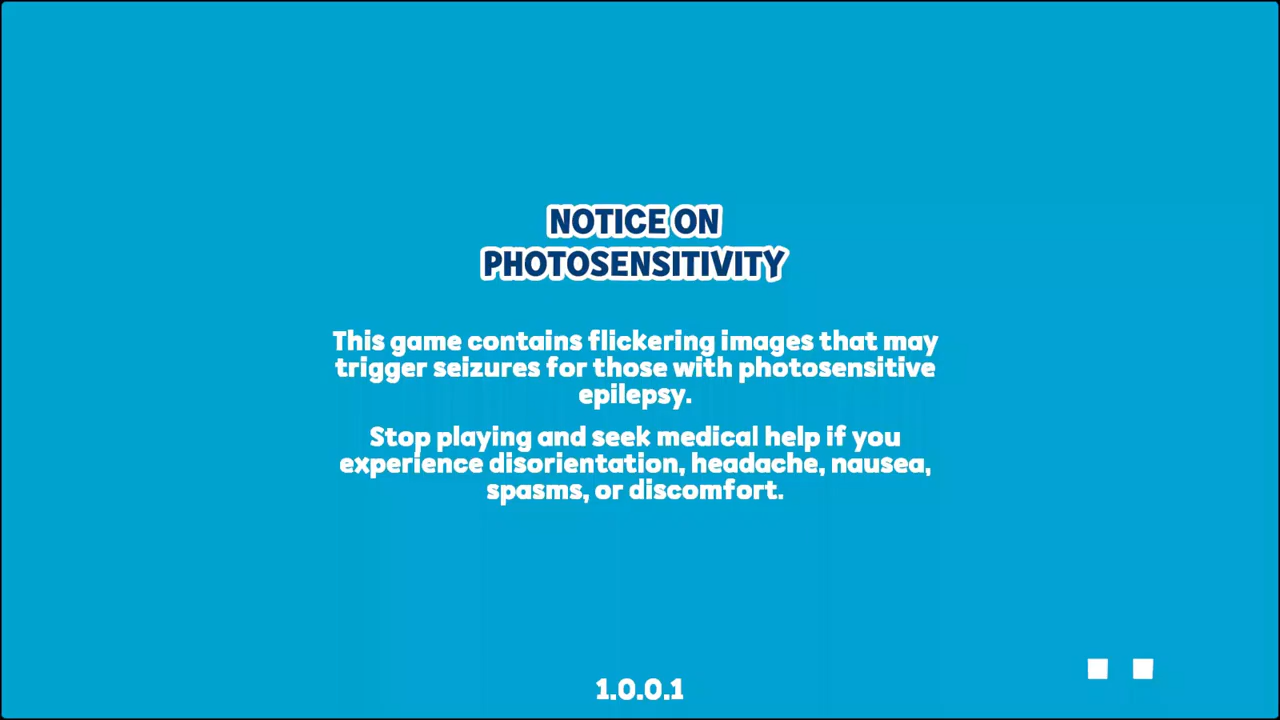 NOTICE ON
PHOTOSENSITIVITY
This game contains flickering images that may
trigger seizures for those with photosensitive
epilepsy.
Stop playing and seek medical help if you
experience disorientation, headache, nausea,
spasms, or discomfort.
1.0.0.1